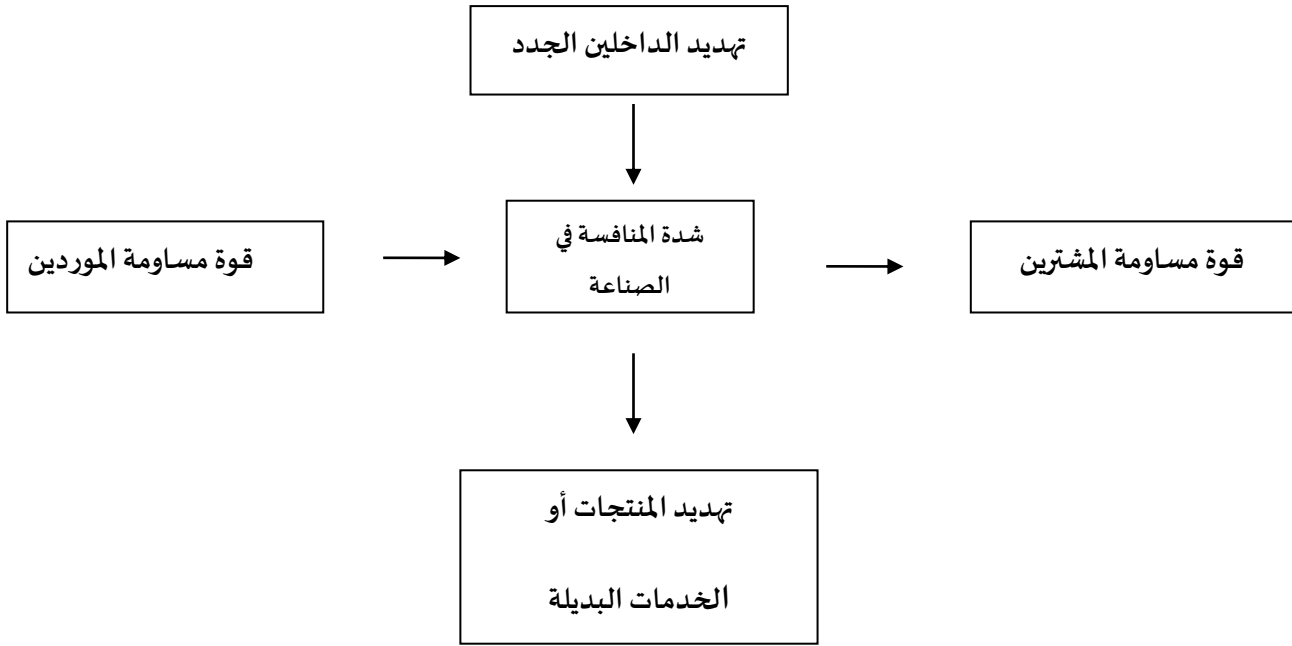 تهديد الداخلين الجدد
شدة المنافسة في
الصناعة
قوة مساومة المشترين
قوة مساومة الموردين
تهديد المنتجات أو
الخدمات البديلة